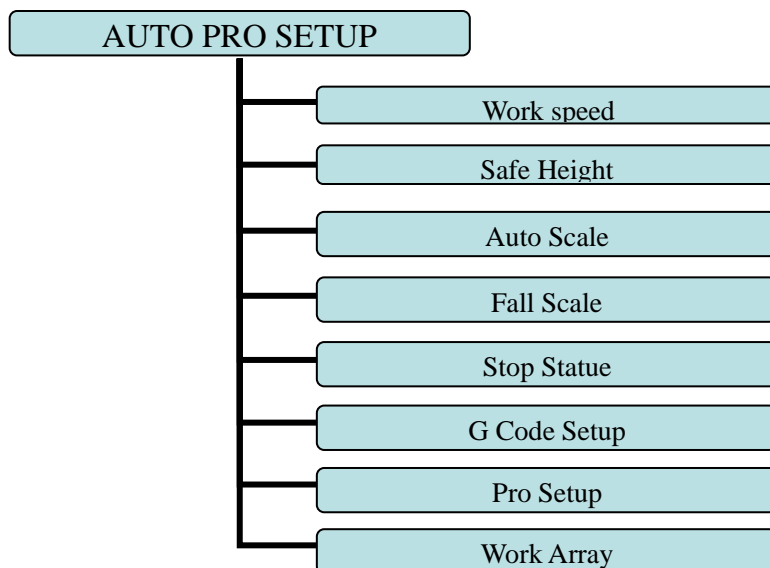 AUTO PRO SETUP
Work speed
Safe Height
Auto Scale
Fall Scale
Stop Statue
G Code Setup
Pro Setup
Work Array